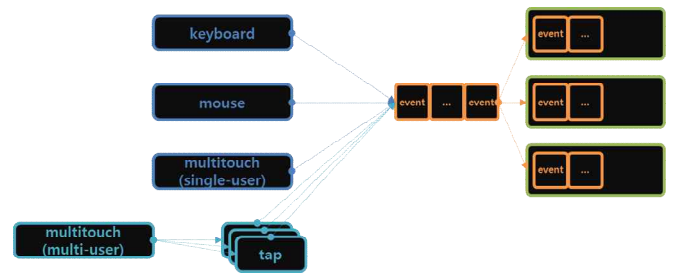 keyboard
mouse
multitouch
(single-user)
multitouch
(multi-user)
tap
event
...
event
event
...
event
...
event
...